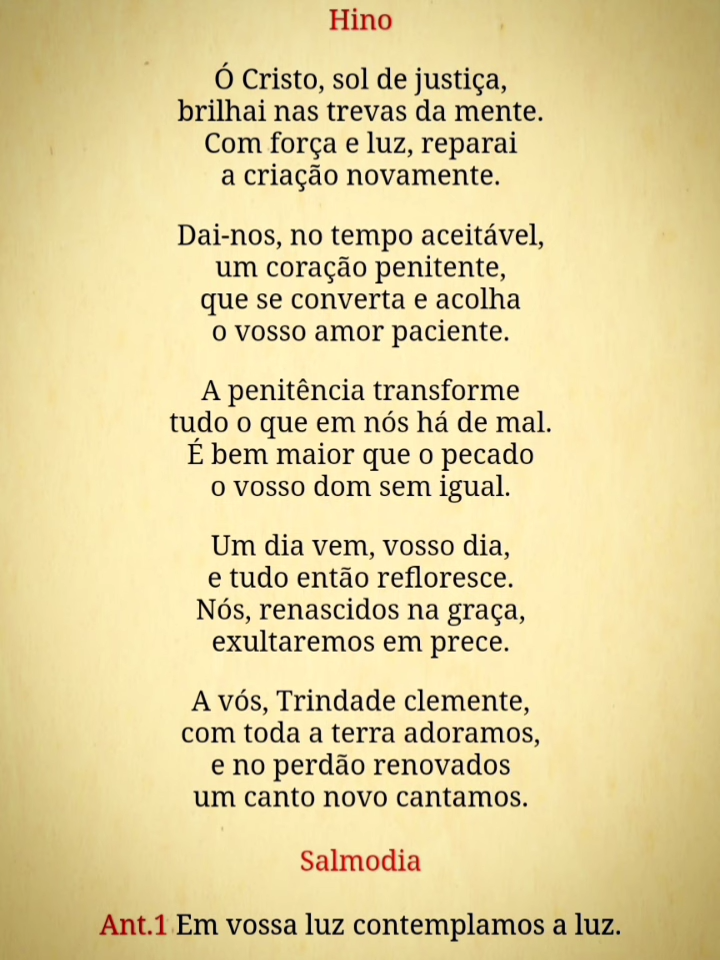 Hino
Ó Cristo, sol de justiça,
brilhai nas trevas da mente.
Com força e luz, reparai
a criação novamente.
Dai-nos, no tempo aceitável,
um coração penitente,
que se converta e acolha
o vosso amor paciente.
A penitência transforme
tudo o que em nós há de mal.
É bem maior que o pecado
o vosso dom sem igual.
Um dia vem, vosso dia,
e tudo então refloresce.
Nós, renascidos na graça,
exultaremos em prece.
A vós, Trindade clemente,
com toda a terra adoramos,
e no perdão renovados
um canto novo cantamos.
Salmodia
Ant.1 Em vossa luz contemplamos a luz.